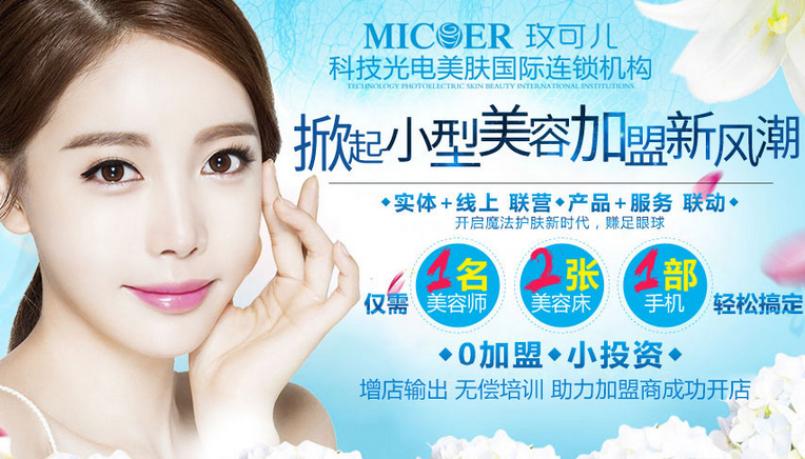 MICOER 玫可儿
科技光电美肤国际连锁机构
TECHNOLOGY PHOTOELECTRIC SKIN BEAUTY INTERNATIONAL INSTITUTIONS.
掀起小型美容加盟新风潮
实体+线上 联营 产品+服务 联动
开启魔法护肤新时代，赚足眼球
仅需 1名美容师 2张美容床 1部手机 轻松搞定
0加盟 小投资
增店输出 无偿培训 助力加盟商成功开店